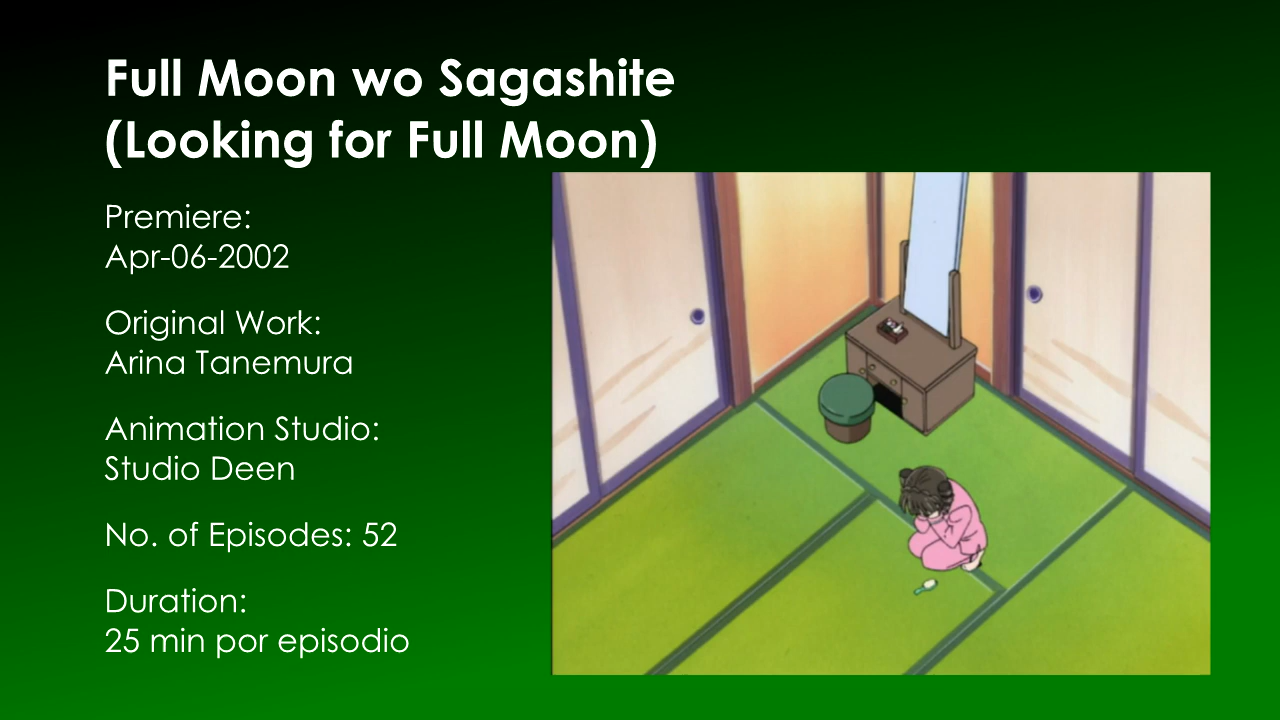 Full Moon wo Sagashite
(Looking for Full Moon)
Premiere:
Apr-06-2002
Original Work:
Arina Tanemura
Animation Studio:
Studio Deen
No. of Episodes: 52
Duration:
25 min por episodio